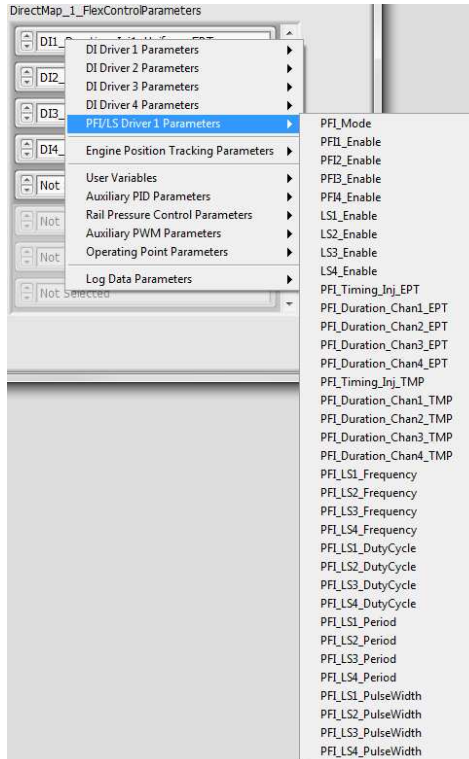 DirectMap_1_FlexControlParameters
DI1_
DI2_
DI3_
DI4_
Not
Not
Not
Not Selected
DI Driver 1 Parameters
DI Driver 2 Parameters
DI Driver 3 Parameters
DI Driver 4 Parameters
PFI/LS Driver 1 Parameters
Engine Position Tracking Parameters
User Variables
Auxiliary PID Parameters
Rail Pressure Control Parameters
Auxiliary PWM Parameters
Operating Point Parameters
Log Data Parameters
PFI_Mode
PFI1_Enable
PFI2_Enable
PFI3_Enable
PFI4_Enable
LS1_Enable
LS2_Enable
LS3_Enable
LS4_Enable
PFI_Timing_Inj_EPT
PFI_Duration_Chan1_EPT
PFI_Duration_Chan2_EPT
PFI_Duration_Chan3_EPT
PFI_Duration_Chan4_EPT
PFI_Timing_Inj_TMP
PFI_Duration_Chan1_TMP
PFI_Duration_Chan2_TMP
PFI_Duration_Chan3_TMP
PFI_Duration_Chan4_TMP
PFI_LS1_Frequency
PFI_LS2_Frequency
PFI_LS3_Frequency
PFI_LS4_Frequency
PFI_LS1_DutyCycle
PFI_LS2_DutyCycle
PFI_LS3_DutyCycle
PFI_LS4_DutyCycle
PFI_LS1_Period
PFI_LS2_Period
PFI_LS3_Period
PFI_LS4_Period
PFI_LS1_PulseWidth
PFI_LS2_PulseWidth
PFI_LS3_PulseWidth
PFI_LS4_PulseWidth